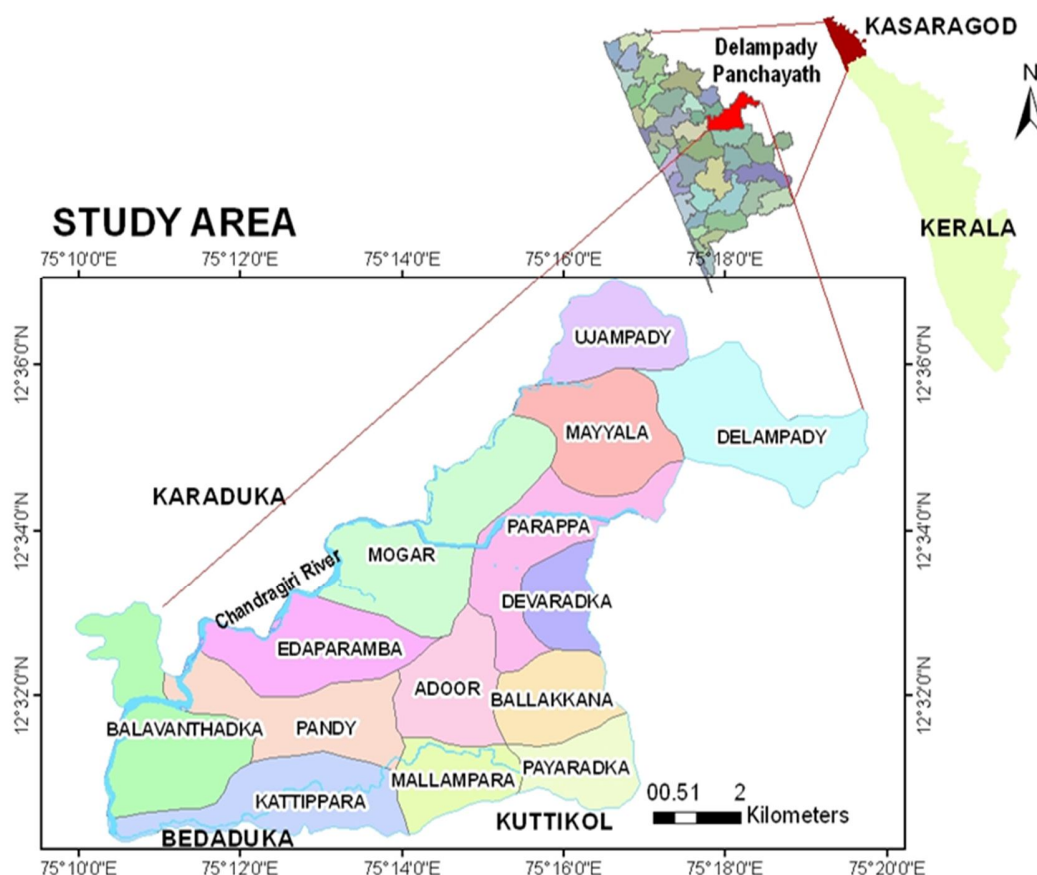 KASARAGOD
Delampady
Panchayath
N
KERALA
STUDY AREA
75°10'0"E 75°12'0"E 75°14'0"E 75°16'0"E 75°18'0"E
UJAMPADY
12°36'0"N 12°36'0"N
MAYYALA
DELAMPADY
KARADUKA
12°34'0"N 12°34'0"N
PARAPPA
MOGAR
Chandragiri River
DEVARADKA
EDAPARAMBA
ADOOR
12°32'0"N 12°32'0"N
BALLAKKANA
BALAVANTHADKA
PANDY
PAYARADKA
MALLAMPARA
KATTIPPARA
00.51 2
Kilometers
KUTTIKOL
BEDADUKA
75°10'0"E 75°12'0"E 75°14'0"E 75°16'0"E 75°18'0"E 75°20'0"E